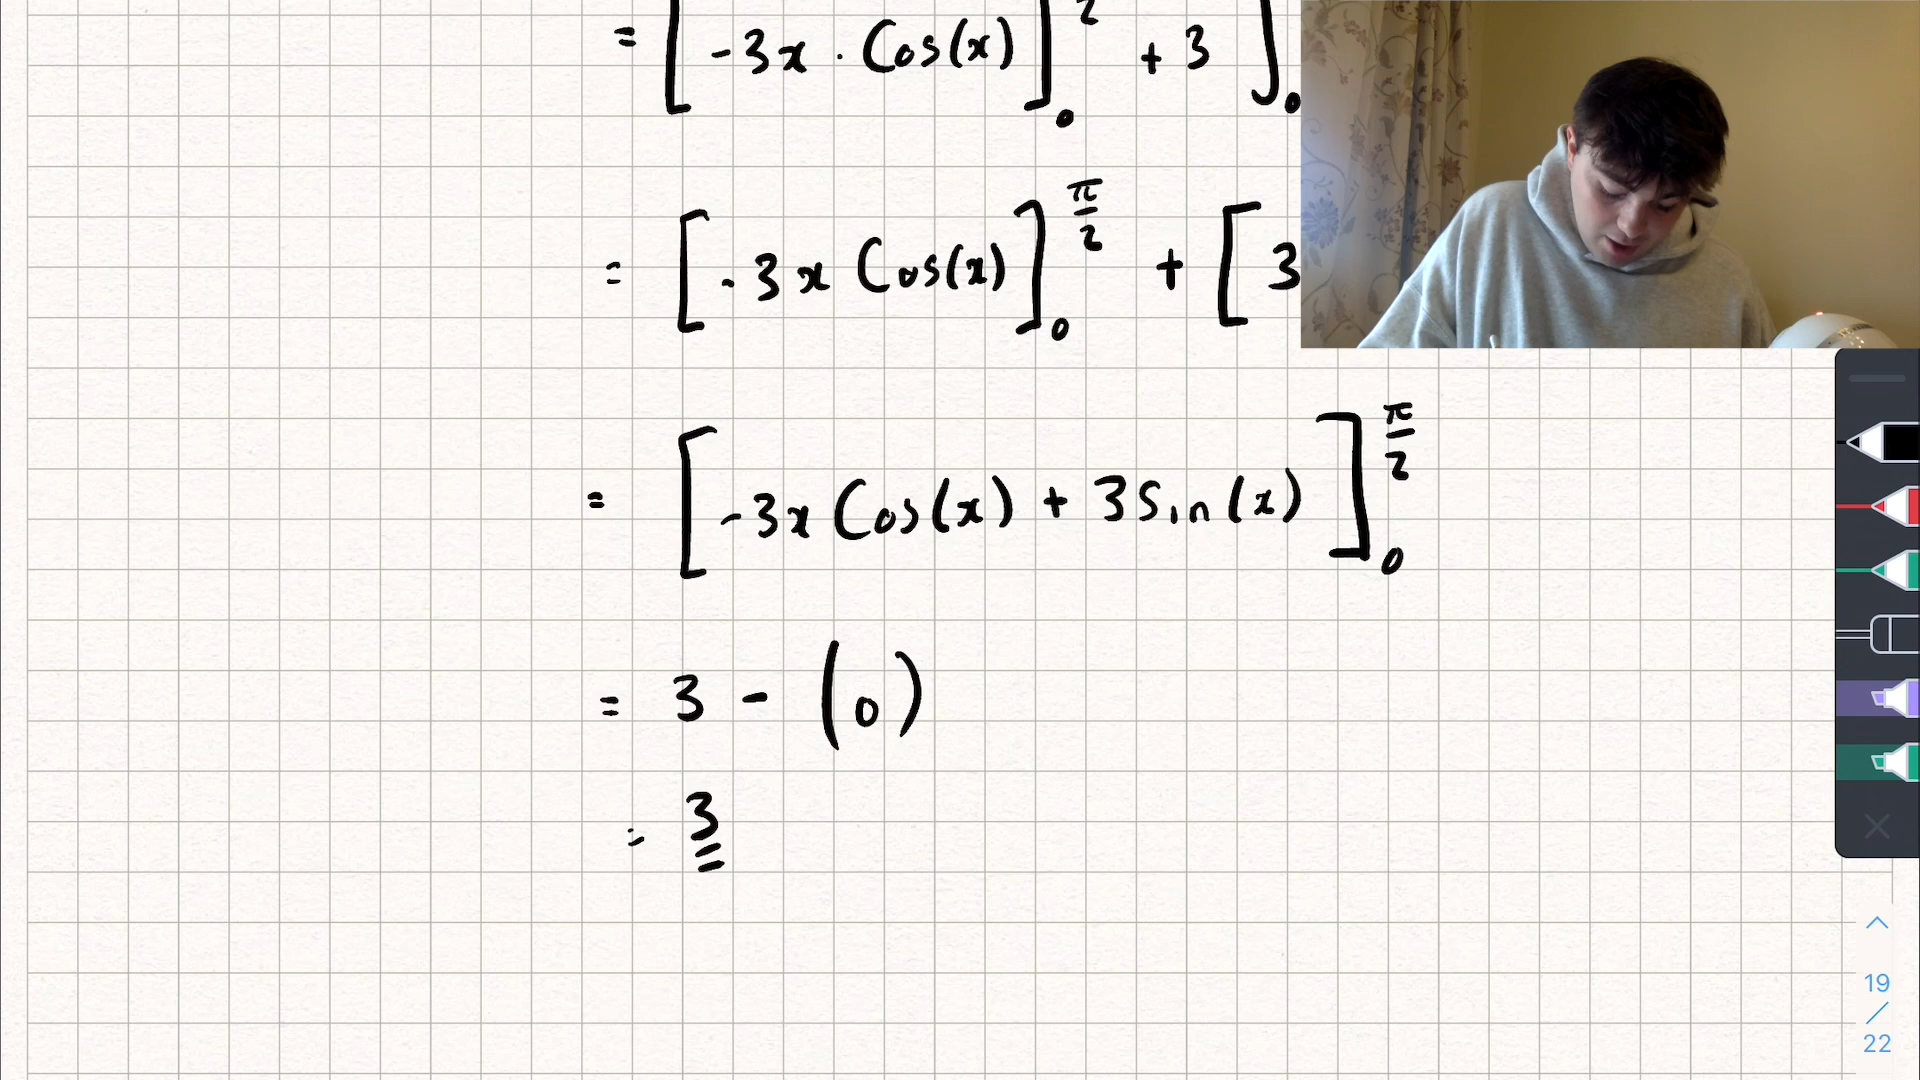 = [ -3x . Cos(x) ]₀ ² + 3 ∫₀
= [ -3x Cos(x) ]₀^π/2 + [ 3
= [ -3x Cos(x) + 3Sin(x) ]₀^π/2
= 3 - (0)
= 3
19
/
22